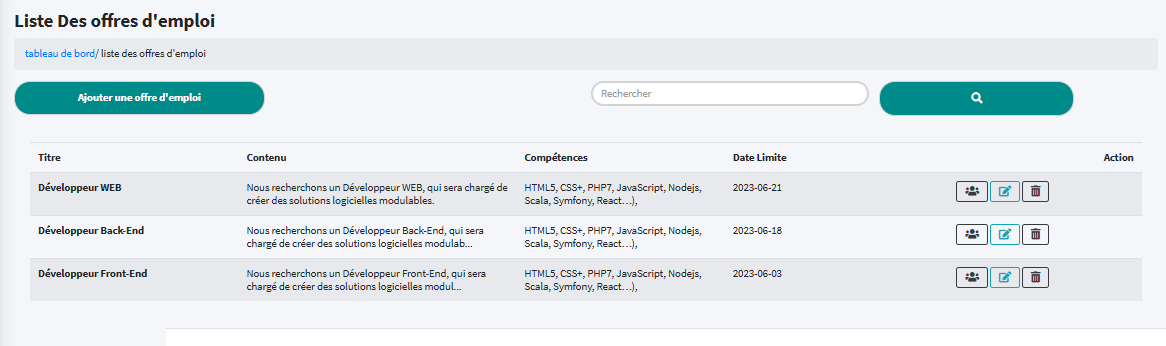 Liste Des offres d'emploi
tableau de bord/ liste des offres d'emploi
Ajouter une offre d'emploi
Rechercher
Titre Contenu Compétences Date Limite Action
Développeur WEB
Nous recherchons un Développeur WEB, qui sera chargé de
créer des solutions logicielles modulables.
HTML5, CSS+, PHP7, JavaScript, Nodejs,
Scala, Symfony, React…),
2023-06-21
Développeur Back-End
Nous recherchons un Développeur Back-End, qui sera
chargé de créer des solutions logicielles modulab...
HTML5, CSS+, PHP7, JavaScript, Nodejs,
Scala, Symfony, React…),
2023-06-18
Développeur Front-End
Nous recherchons un Développeur Front-End, qui sera
chargé de créer des solutions logicielles modul...
HTML5, CSS+, PHP7, JavaScript, Nodejs,
Scala, Symfony, React…),
2023-06-03